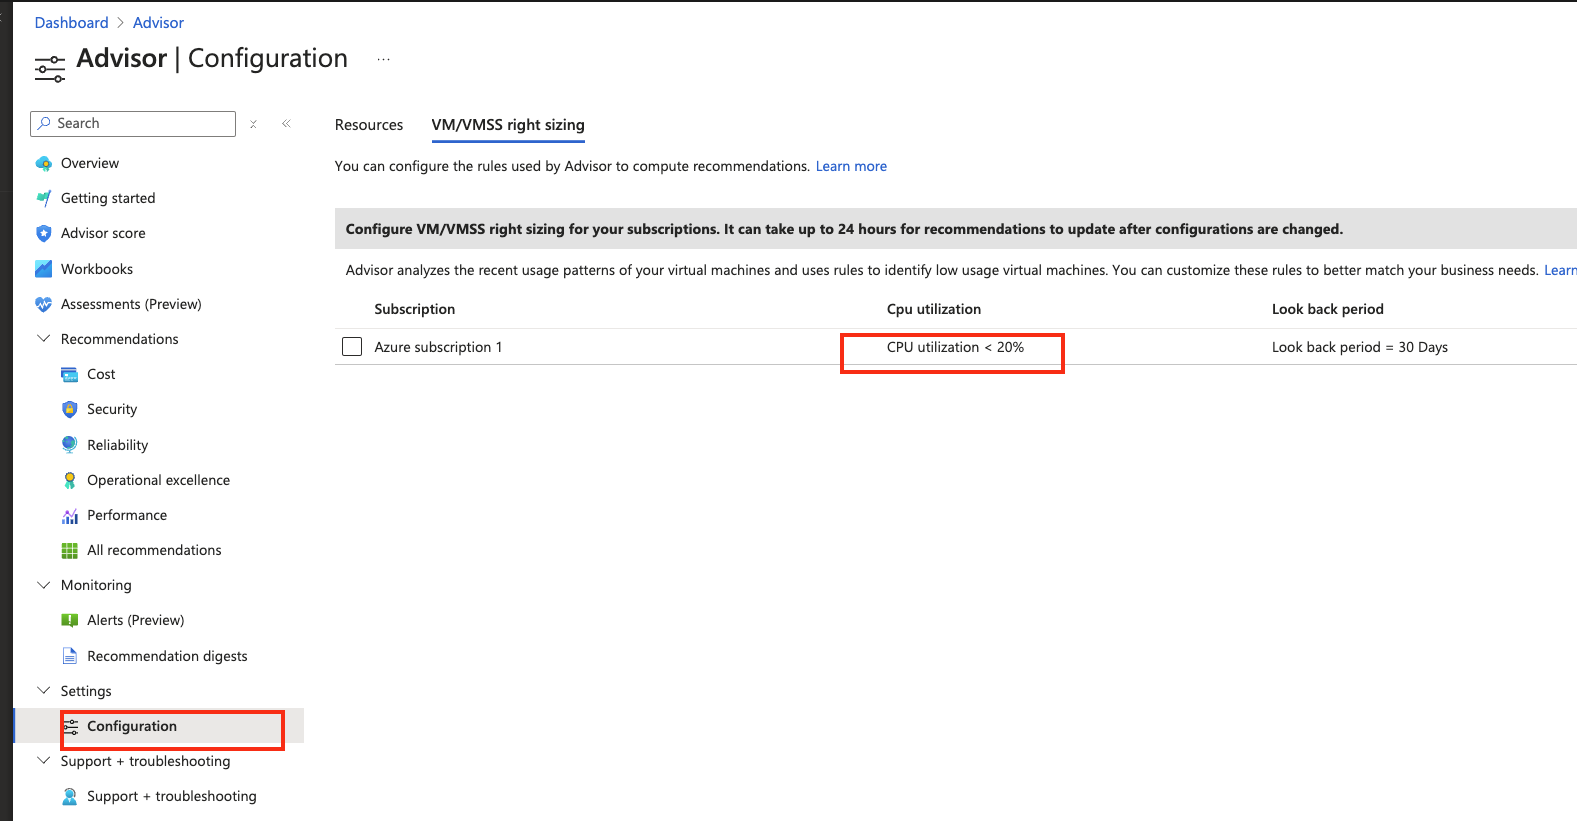 Dashboard > Advisor
Advisor | Configuration ...
Search
Overview
Getting started
Advisor score
Workbooks
Assessments (Preview)
Recommendations
Cost
Security
Reliability
Operational excellence
Performance
All recommendations
Monitoring
Alerts (Preview)
Recommendation digests
Settings
Configuration
Support + troubleshooting
Support + troubleshooting
Resources VM/VMSS right sizing
You can configure the rules used by Advisor to compute recommendations. Learn more
Configure VM/VMSS right sizing for your subscriptions. It can take up to 24 hours for recommendations to update after configurations are changed.
Advisor analyzes the recent usage patterns of your virtual machines and uses rules to identify low usage virtual machines. You can customize these rules to better match your business needs. Learn
Subscription Cpu utilization Look back period
Azure subscription 1 CPU utilization < 20% Look back period = 30 Days